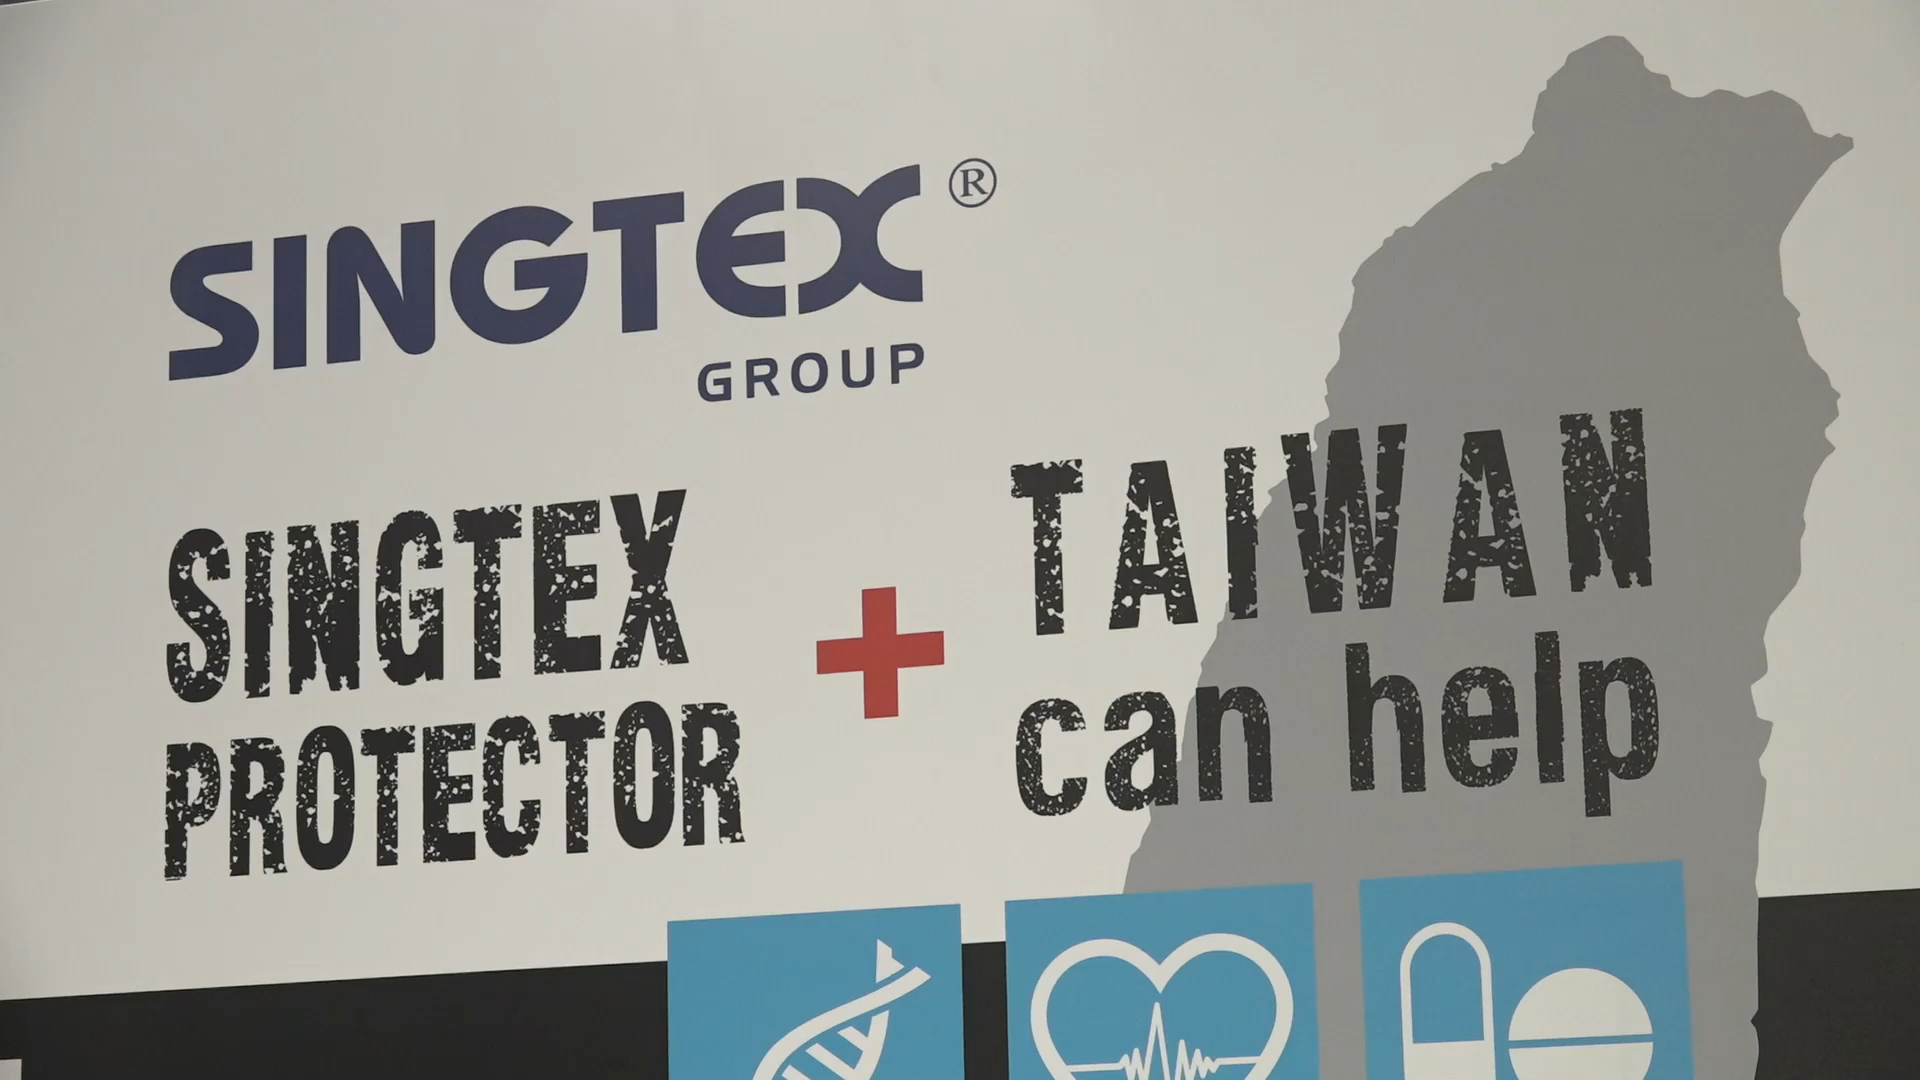 SINGTEX®
GROUP
SINGTEX
PROTECTOR
+
TAIWAN
can help